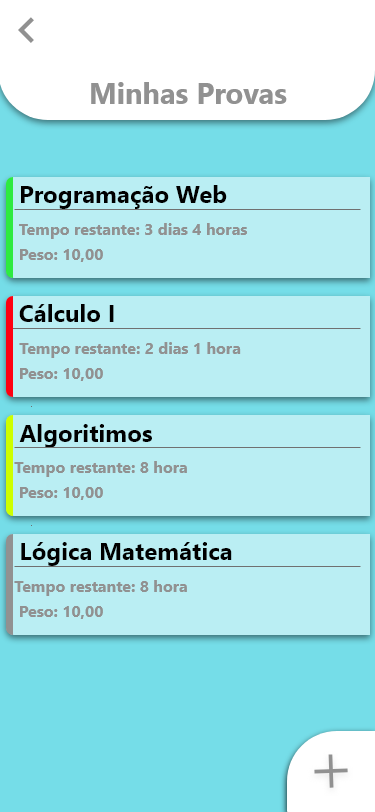 Minhas Provas
Programação Web
Tempo restante: 3 dias 4 horas
Peso: 10,00
Cálculo I
Tempo restante: 2 dias 1 hora
Peso: 10,00
Algoritimos
Tempo restante: 8 hora
Peso: 10,00
Lógica Matemática
Tempo restante: 8 hora
Peso: 10,00